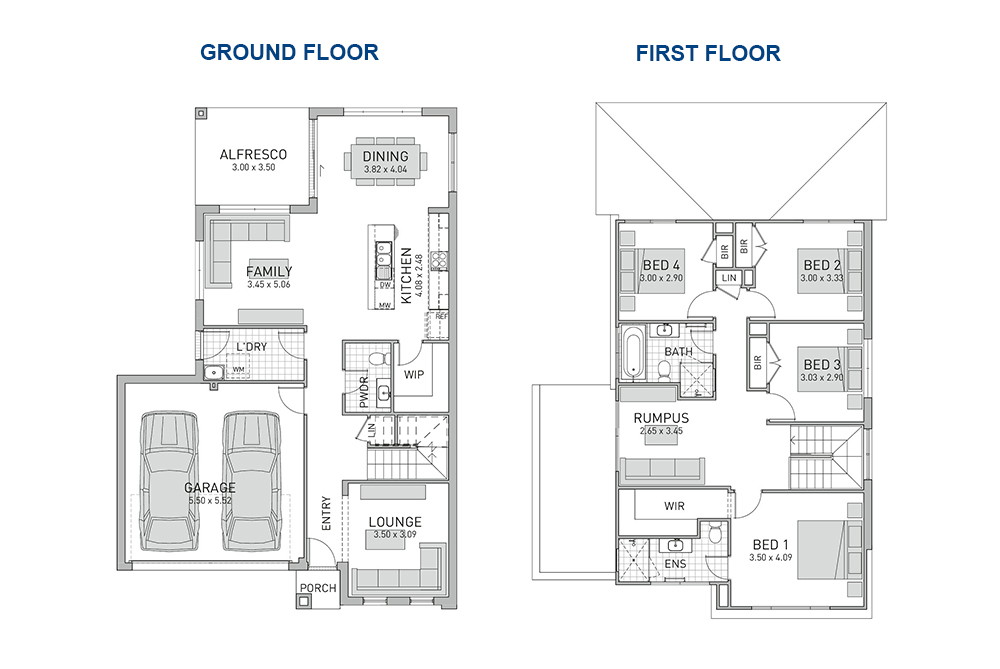 GROUND FLOOR
ALFRESCO
3.00 x 3.50
DINING
3.82 x 4.04
FAMILY
3.45 x 5.06
KITCHEN
4.08 x 2.48
DW
MW
REF
L'DRY
WM
WIP
PWDR.
LIN
GARAGE
5.50 x 5.52
ENTRY
LOUNGE
3.50 x 3.09
PORCH
FIRST FLOOR
BED 4
3.00 x 2.90
BIR
BIR
LIN
BED 2
3.00 x 3.33
BATH
BIR
BED 3
3.03 x 2.90
RUMPUS
2.65 x 3.45
WIR
ENS
BED 1
3.50 x 4.09